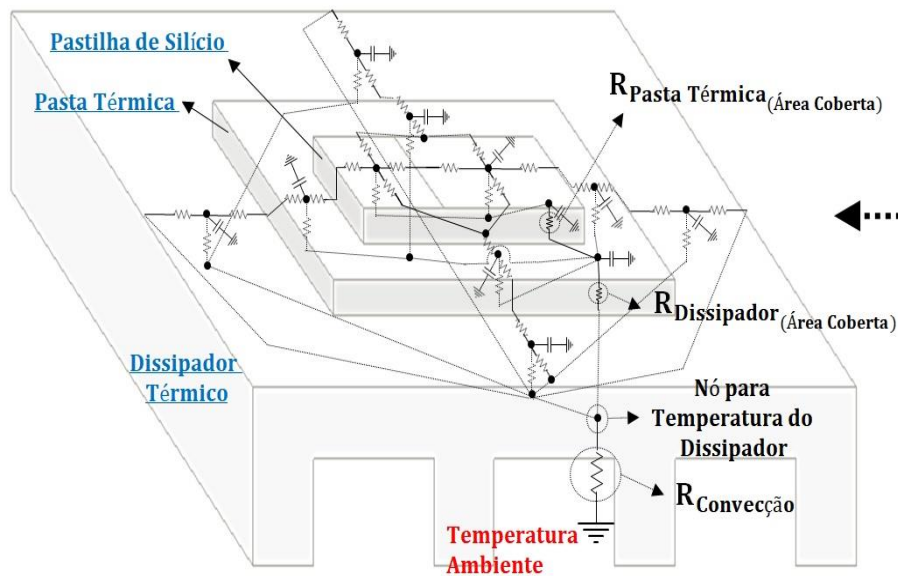 Pastilha de Silício
Pasta Térmica
R Pasta Térmica (Área Coberta)
R Dissipador (Área Coberta)
Dissipador
Térmico
Nó para
Temperatura do
Dissipador
R Convecção
Temperatura
Ambiente